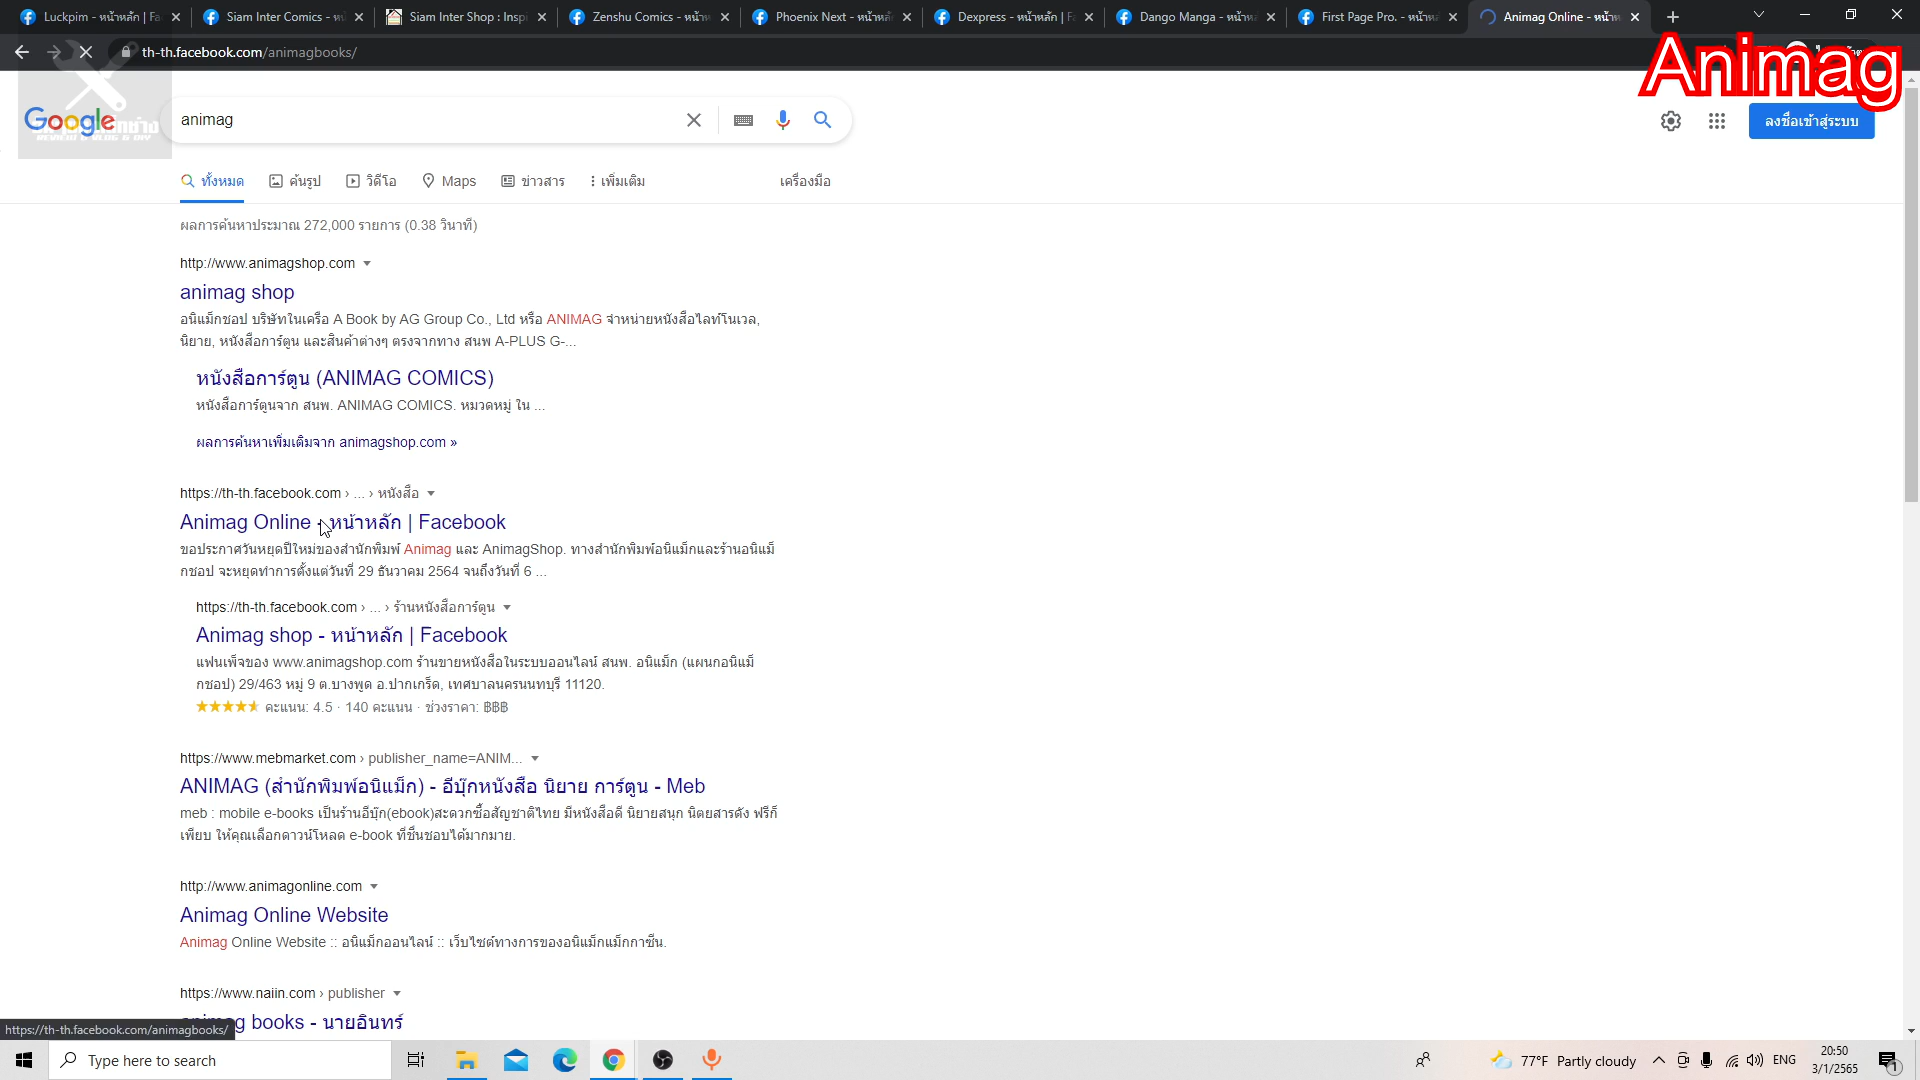 Luckpim - หน้าหลัก | Fa
Siam Inter Comics - หน้
Siam Inter Shop : Inspi
Zenshu Comics - หน้าห
Phoenix Next - หน้าหลั
Dexpress - หน้าหลัก | Fa
Dango Manga - หน้าหล
First Page Pro. - หน้าหล
Animag Online - หน้าห
th-th.facebook.com/animagbooks/
Animag
Google
animag
ลงชื่อเข้าสู่ระบบ
ทั้งหมด
ค้นรูป
วิดีโอ
Maps
ข่าวสาร
เพิ่มเติม
เครื่องมือ
ผลการค้นหาประมาณ 272,000 รายการ (0.38 วินาที)
http://www.animagshop.com
animag shop
อนิแม็กชอป บริษัทในเครือ A Book by AG Group Co., Ltd หรือ ANIMAG จำหน่ายหนังสือไลท์โนเวล,
นิยาย, หนังสือการ์ตูน และสินค้าต่างๆ ตรงจากทาง สนพ A-PLUS G-...
หนังสือการ์ตูน (ANIMAG COMICS)
หนังสือการ์ตูนจาก สนพ. ANIMAG COMICS. หมวดหมู่ ใน ...
ผลการค้นหาเพิ่มเติมจาก animagshop.com »
https://th-th.facebook.com › ... › หนังสือ
Animag Online - หน้าหลัก | Facebook
ขอประกาศวันหยุดปีใหม่ของสำนักพิมพ์ Animag และ AnimagShop. ทางสำนักพิมพ์อนิแม็กและร้านอนิแม็
กชอป จะหยุดทำการตั้งแต่วันที่ 29 ธันวาคม 2564 จนถึงวันที่ 6 ...
https://th-th.facebook.com › ... › ร้านหนังสือการ์ตูน
Animag shop - หน้าหลัก | Facebook
แฟนเพ็จของ www.animagshop.com ร้านขายหนังสือในระบบออนไลน์ สนพ. อนิแม็ก (แผนกอนิแม็
กชอป) 29/463 หมู่ 9 ต.บางพูด อ.ปากเกร็ด, เทศบาลนครนนทบุรี 11120.
คะแนน: 4.5 · 140 คะแนน · ช่วงราคา: ฿฿฿
https://www.mebmarket.com › publisher_name=ANIM...
ANIMAG (สำนักพิมพ์อนิแม็ก) - อีบุ๊กหนังสือ นิยาย การ์ตูน - Meb
meb : mobile e-books เป็นร้านอีบุ๊ก(ebook)สะดวกซื้อสัญชาติไทย มีหนังสือดี นิยายสนุก นิตยสารดัง ฟรีก็
เพียบ ให้คุณเลือกดาวน์โหลด e-book ที่ชื่นชอบได้มากมาย.
http://www.animagonline.com
Animag Online Website
Animag Online Website :: อนิแม็กออนไลน์ :: เว็บไซต์ทางการของอนิแม็กแม็กกาซีน.
https://www.naiin.com › publisher
animag books - นายอินทร์
https://th-th.facebook.com/animagbooks/
Type here to search
77°F Partly cloudy
ENG
20:50
3/1/2565
1